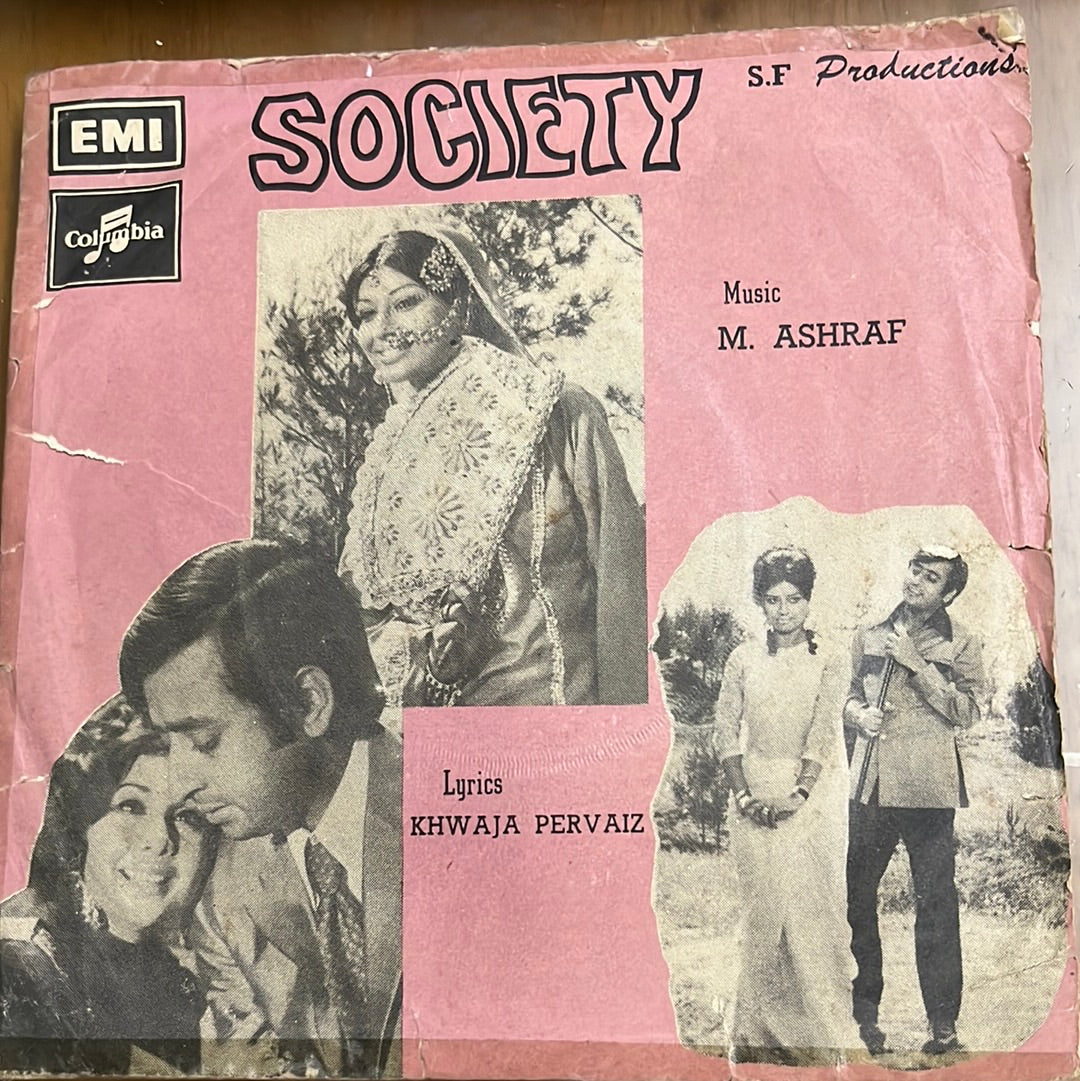 S.F Productions
SOCIETY
EMI
Columbia
Music
M. ASHRAF
Lyrics
KHWAJA PERVAIZ